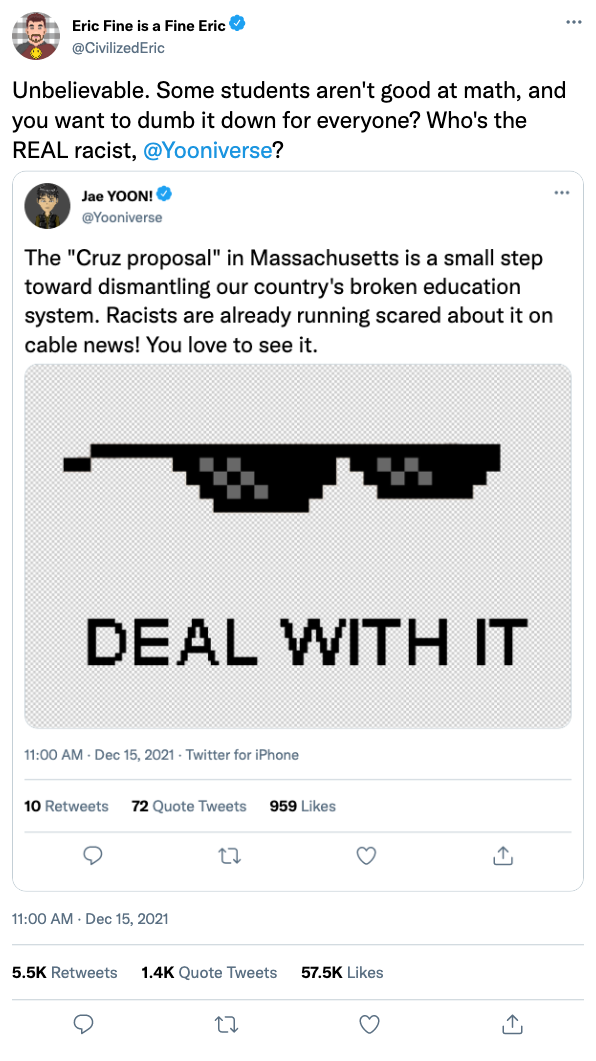 Eric Fine is a Fine Eric
@CivilizedEric
Unbelievable. Some students aren't good at math, and
you want to dumb it down for everyone? Who's the
REAL racist, @Yooniverse?
Jae YOON!
@Yooniverse
The "Cruz proposal" in Massachusetts is a small step
toward dismantling our country's broken education
system. Racists are already running scared about it on
cable news! You love to see it.
DEAL WITH IT
11:00 AM · Dec 15, 2021 · Twitter for iPhone
10 Retweets 72 Quote Tweets 959 Likes
11:00 AM · Dec 15, 2021
5.5K Retweets 1.4K Quote Tweets 57.5K Likes